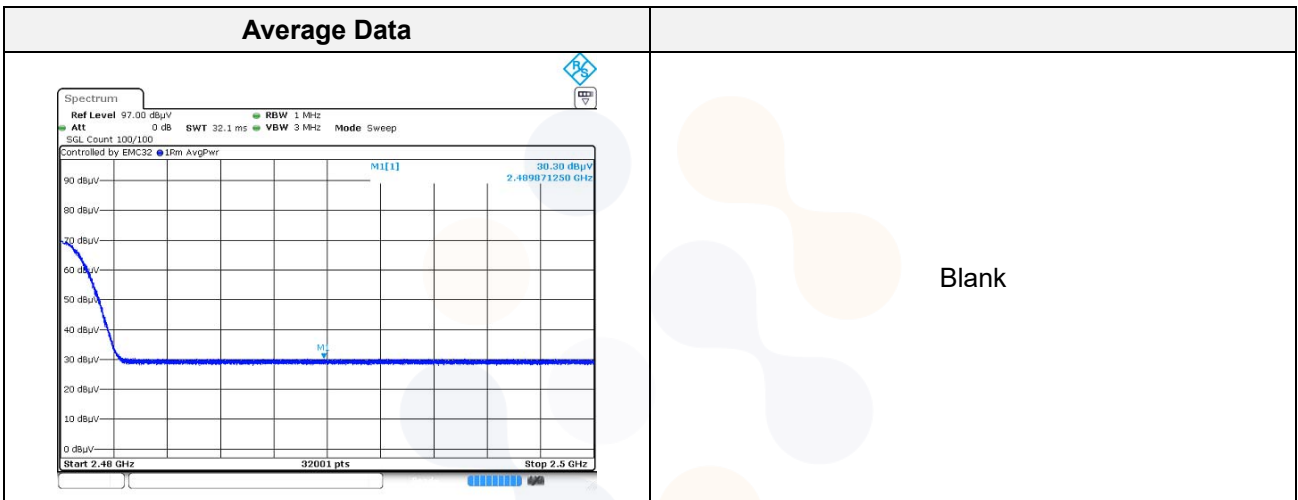 Average Data
R&S
Spectrum
Ref Level 97.00 dBµV RBW 1 MHz
Att 0 dB SWT 32.1 ms VBW 3 MHz Mode Sweep
SGL Count 100/100
Controlled by EMC32 1Rm AvgPwr
M1[1] 30.30 dBµV
2.489871250 GHz
90 dBµV
80 dBµV
70 dBµV
60 dBµV
50 dBµV
40 dBµV
M1
30 dBµV
20 dBµV
10 dBµV
0 dBµV
Start 2.48 GHz 32001 pts Stop 2.5 GHz
Blank